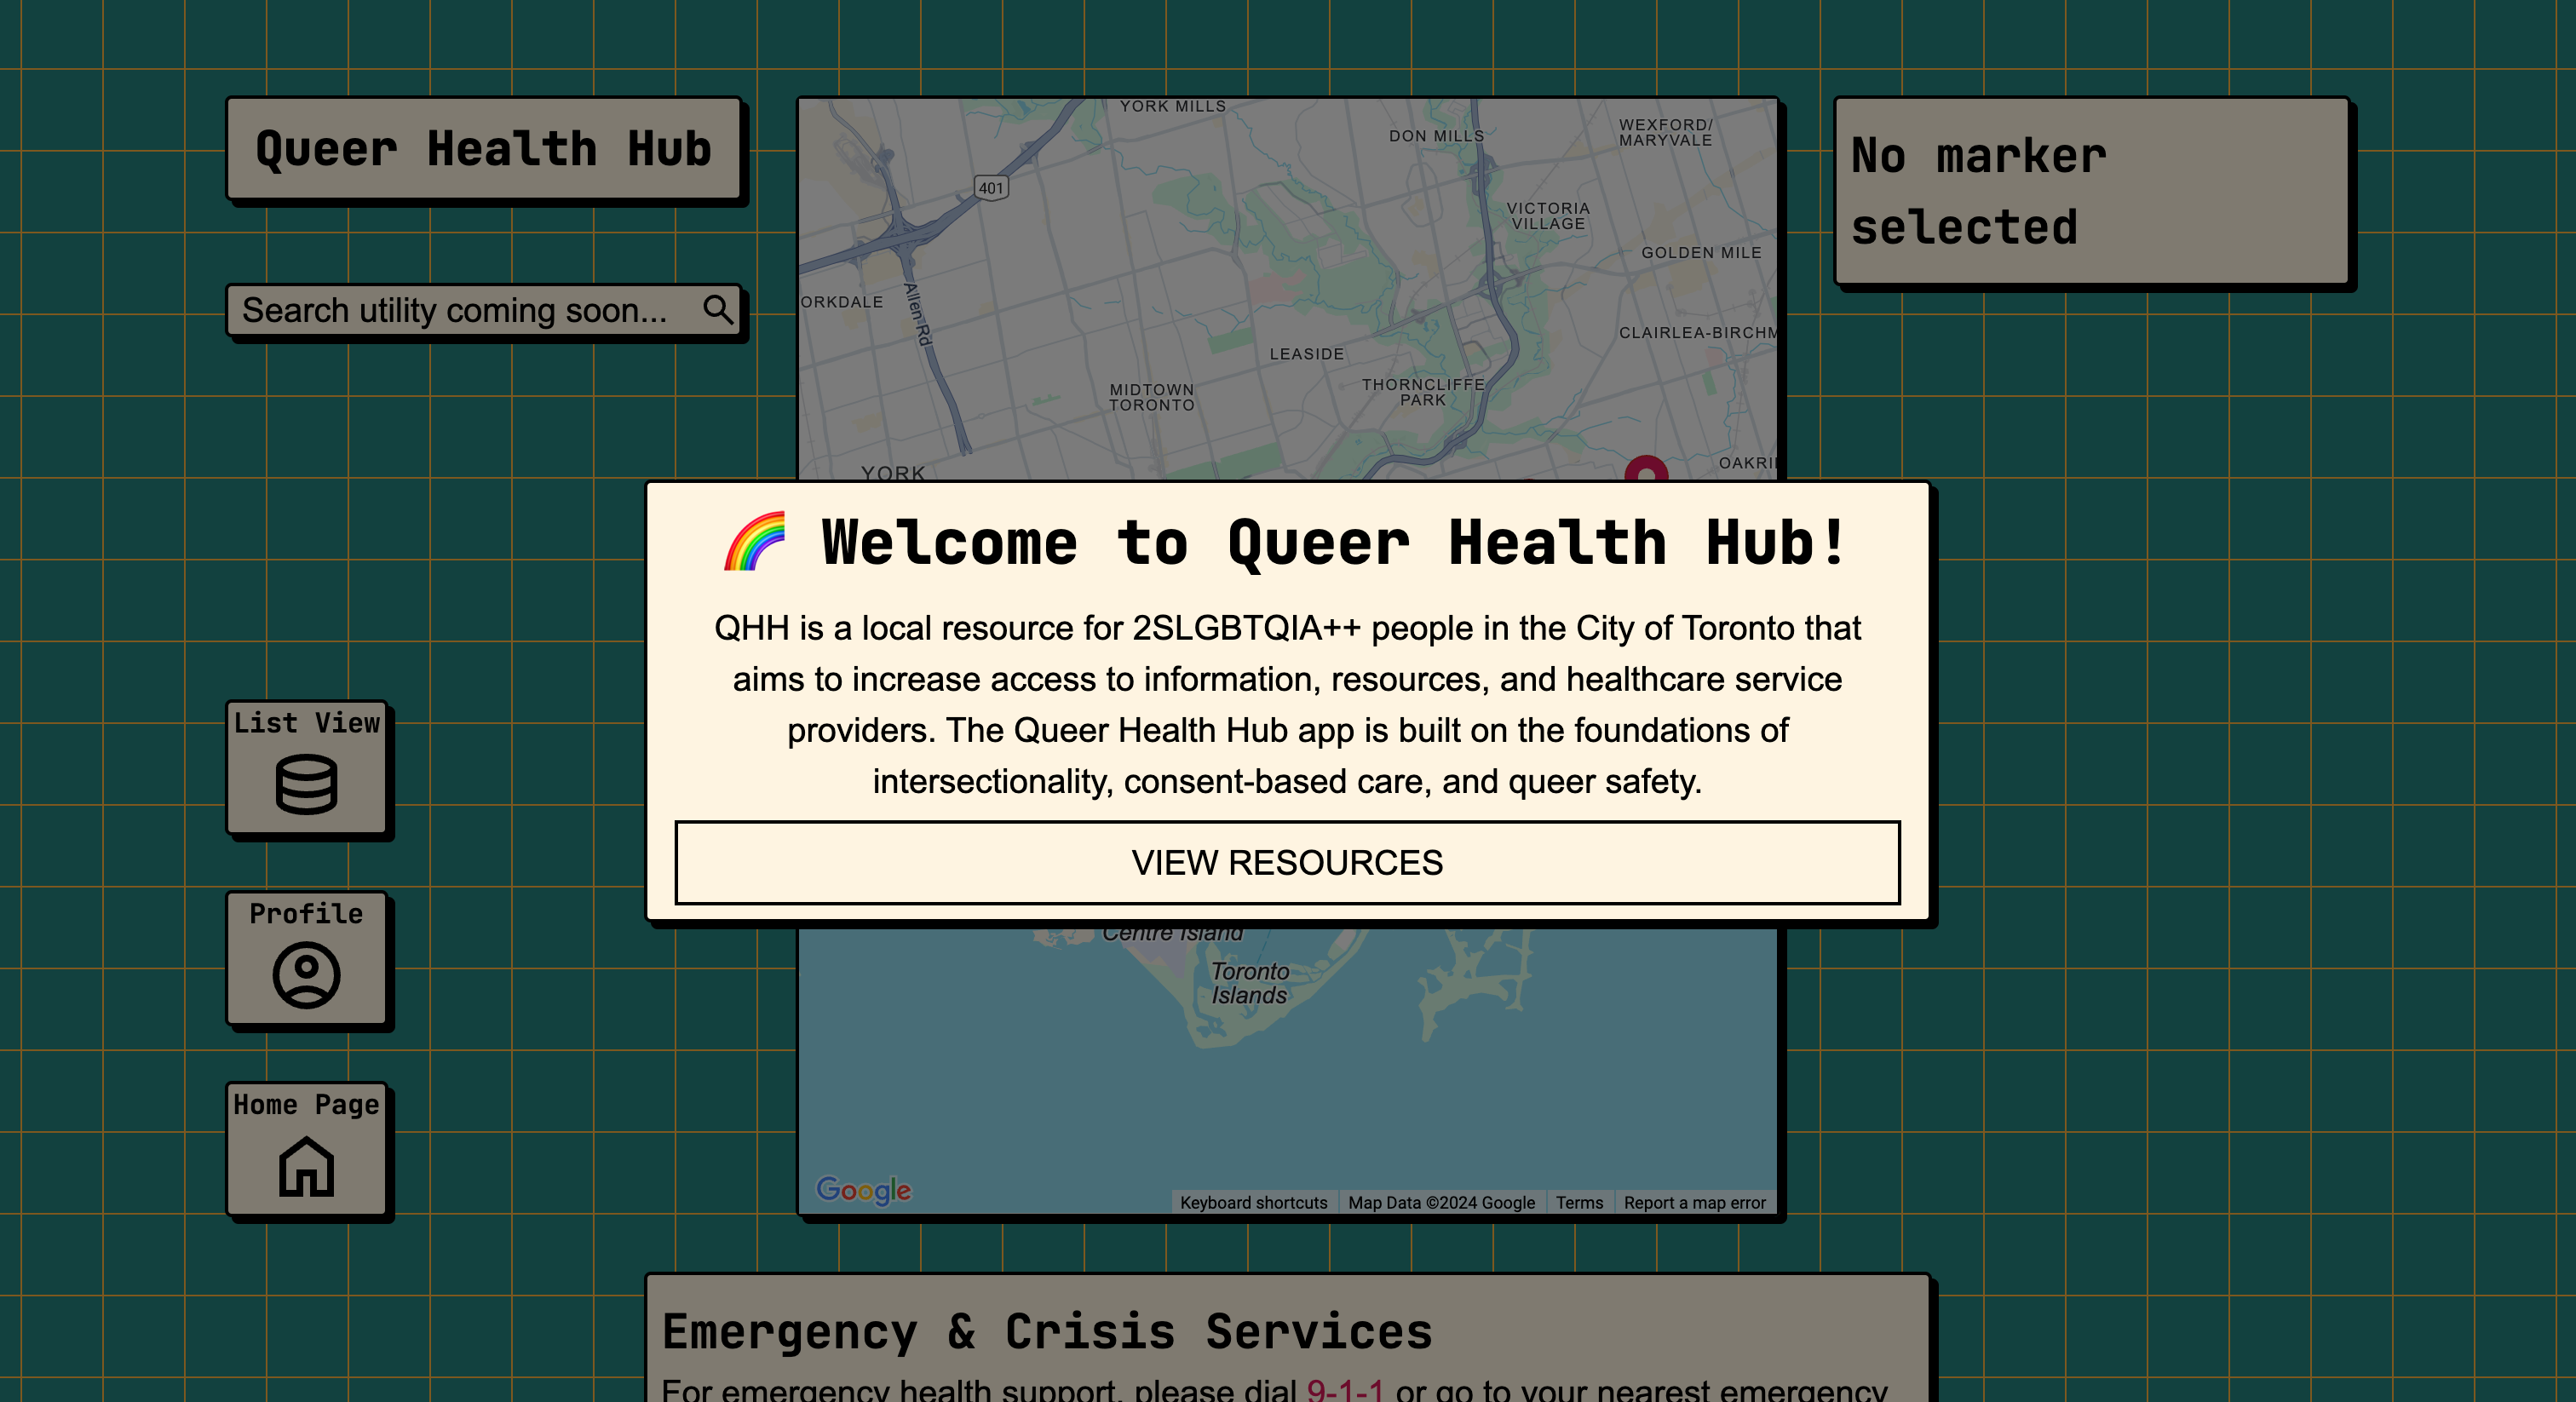 Queer Health Hub
Search utility coming soon...
List View
Profile
Home Page
YORK MILLS
DON MILLS
WEXFORD/
MARYVALE
401
VICTORIA
VILLAGE
GOLDEN MILE
ORKDALE
Allen Rd
CLAIRLEA-BIRCHM
LEASIDE
MIDTOWN
TORONTO
THORNCLIFFE
PARK
YORK
OAKRI
No marker
selected
🌈 Welcome to Queer Health Hub!
QHH is a local resource for 2SLGBTQIA++ people in the City of Toronto that
aims to increase access to information, resources, and healthcare service
providers. The Queer Health Hub app is built on the foundations of
intersectionality, consent-based care, and queer safety.
VIEW RESOURCES
Centre Island
Toronto
Islands
Google
Keyboard shortcuts
Map Data ©2024 Google
Terms
Report a map error
Emergency & Crisis Services
For emergency health support, please dial 9-1-1 or go to your nearest emergency